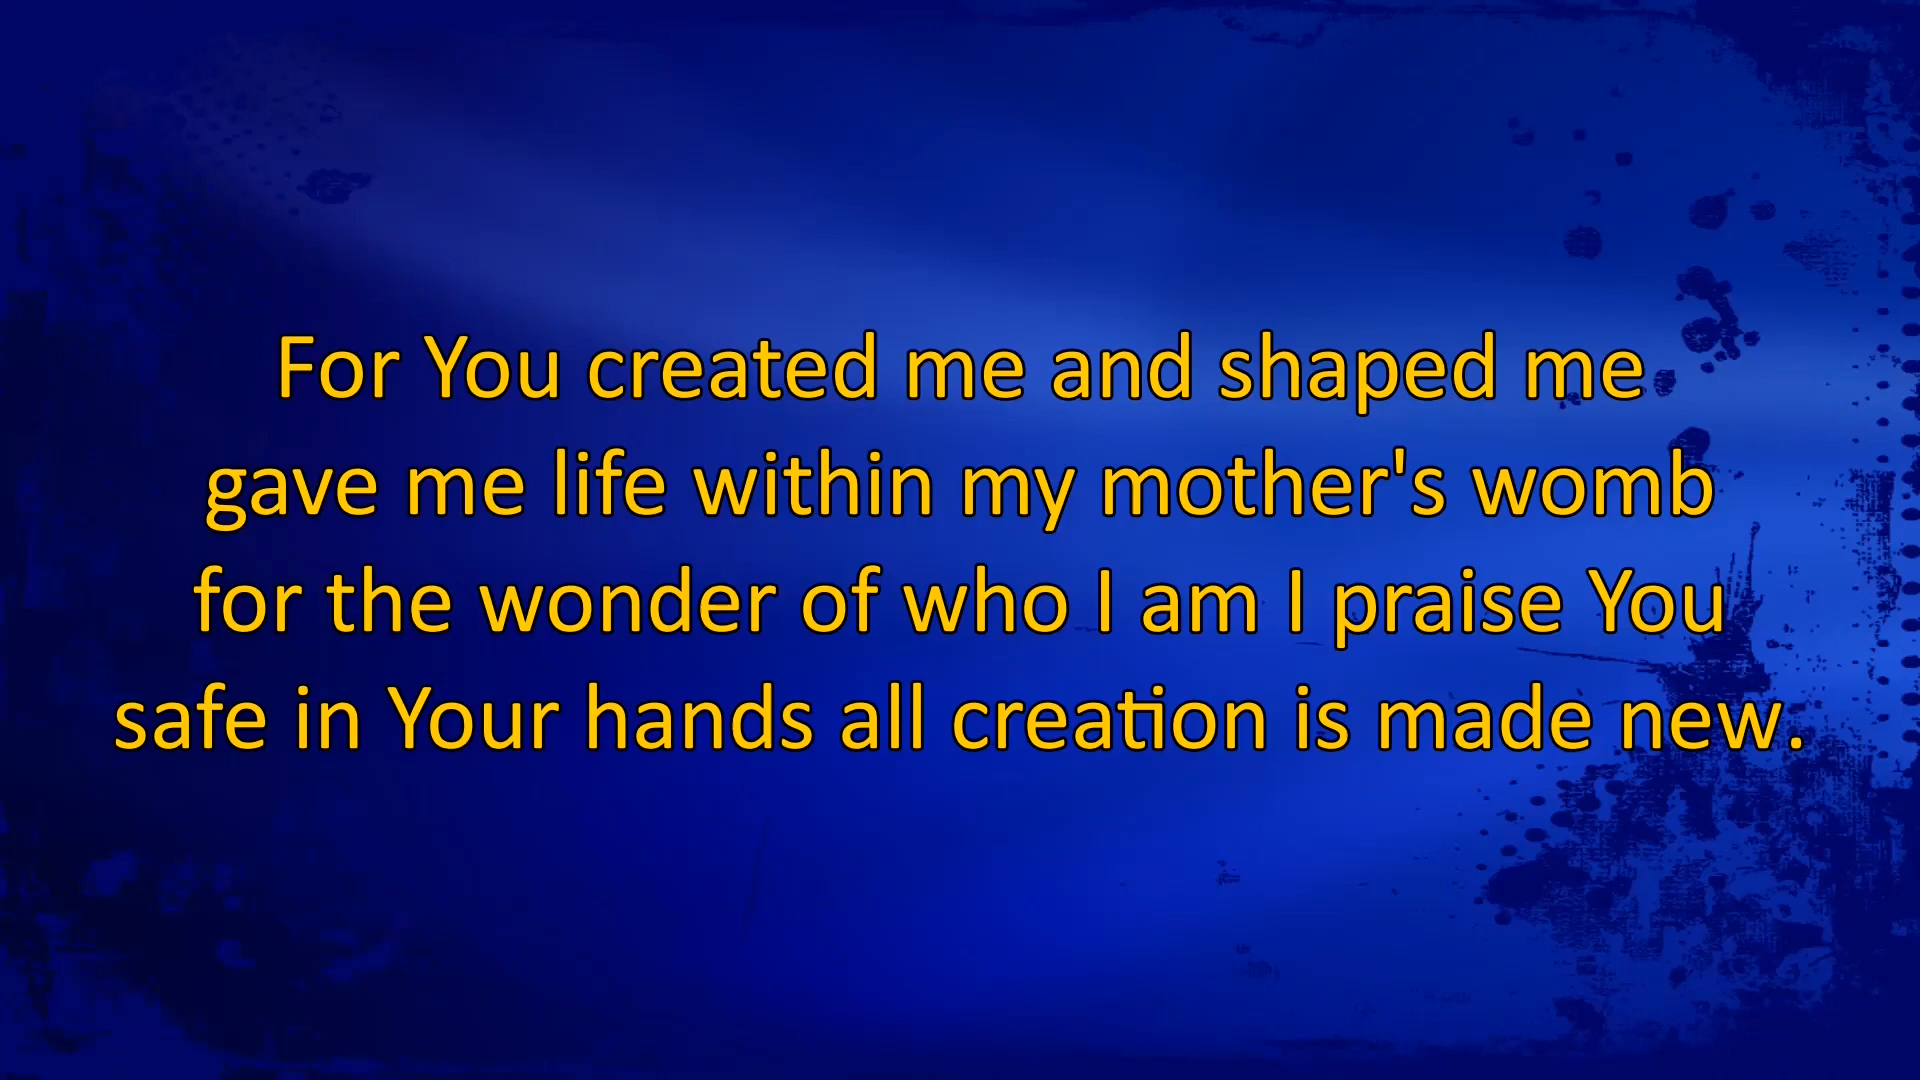 For You created me and shaped me
gave me life within my mother's womb
for the wonder of who I am I praise You
safe in Your hands all creation is made new.